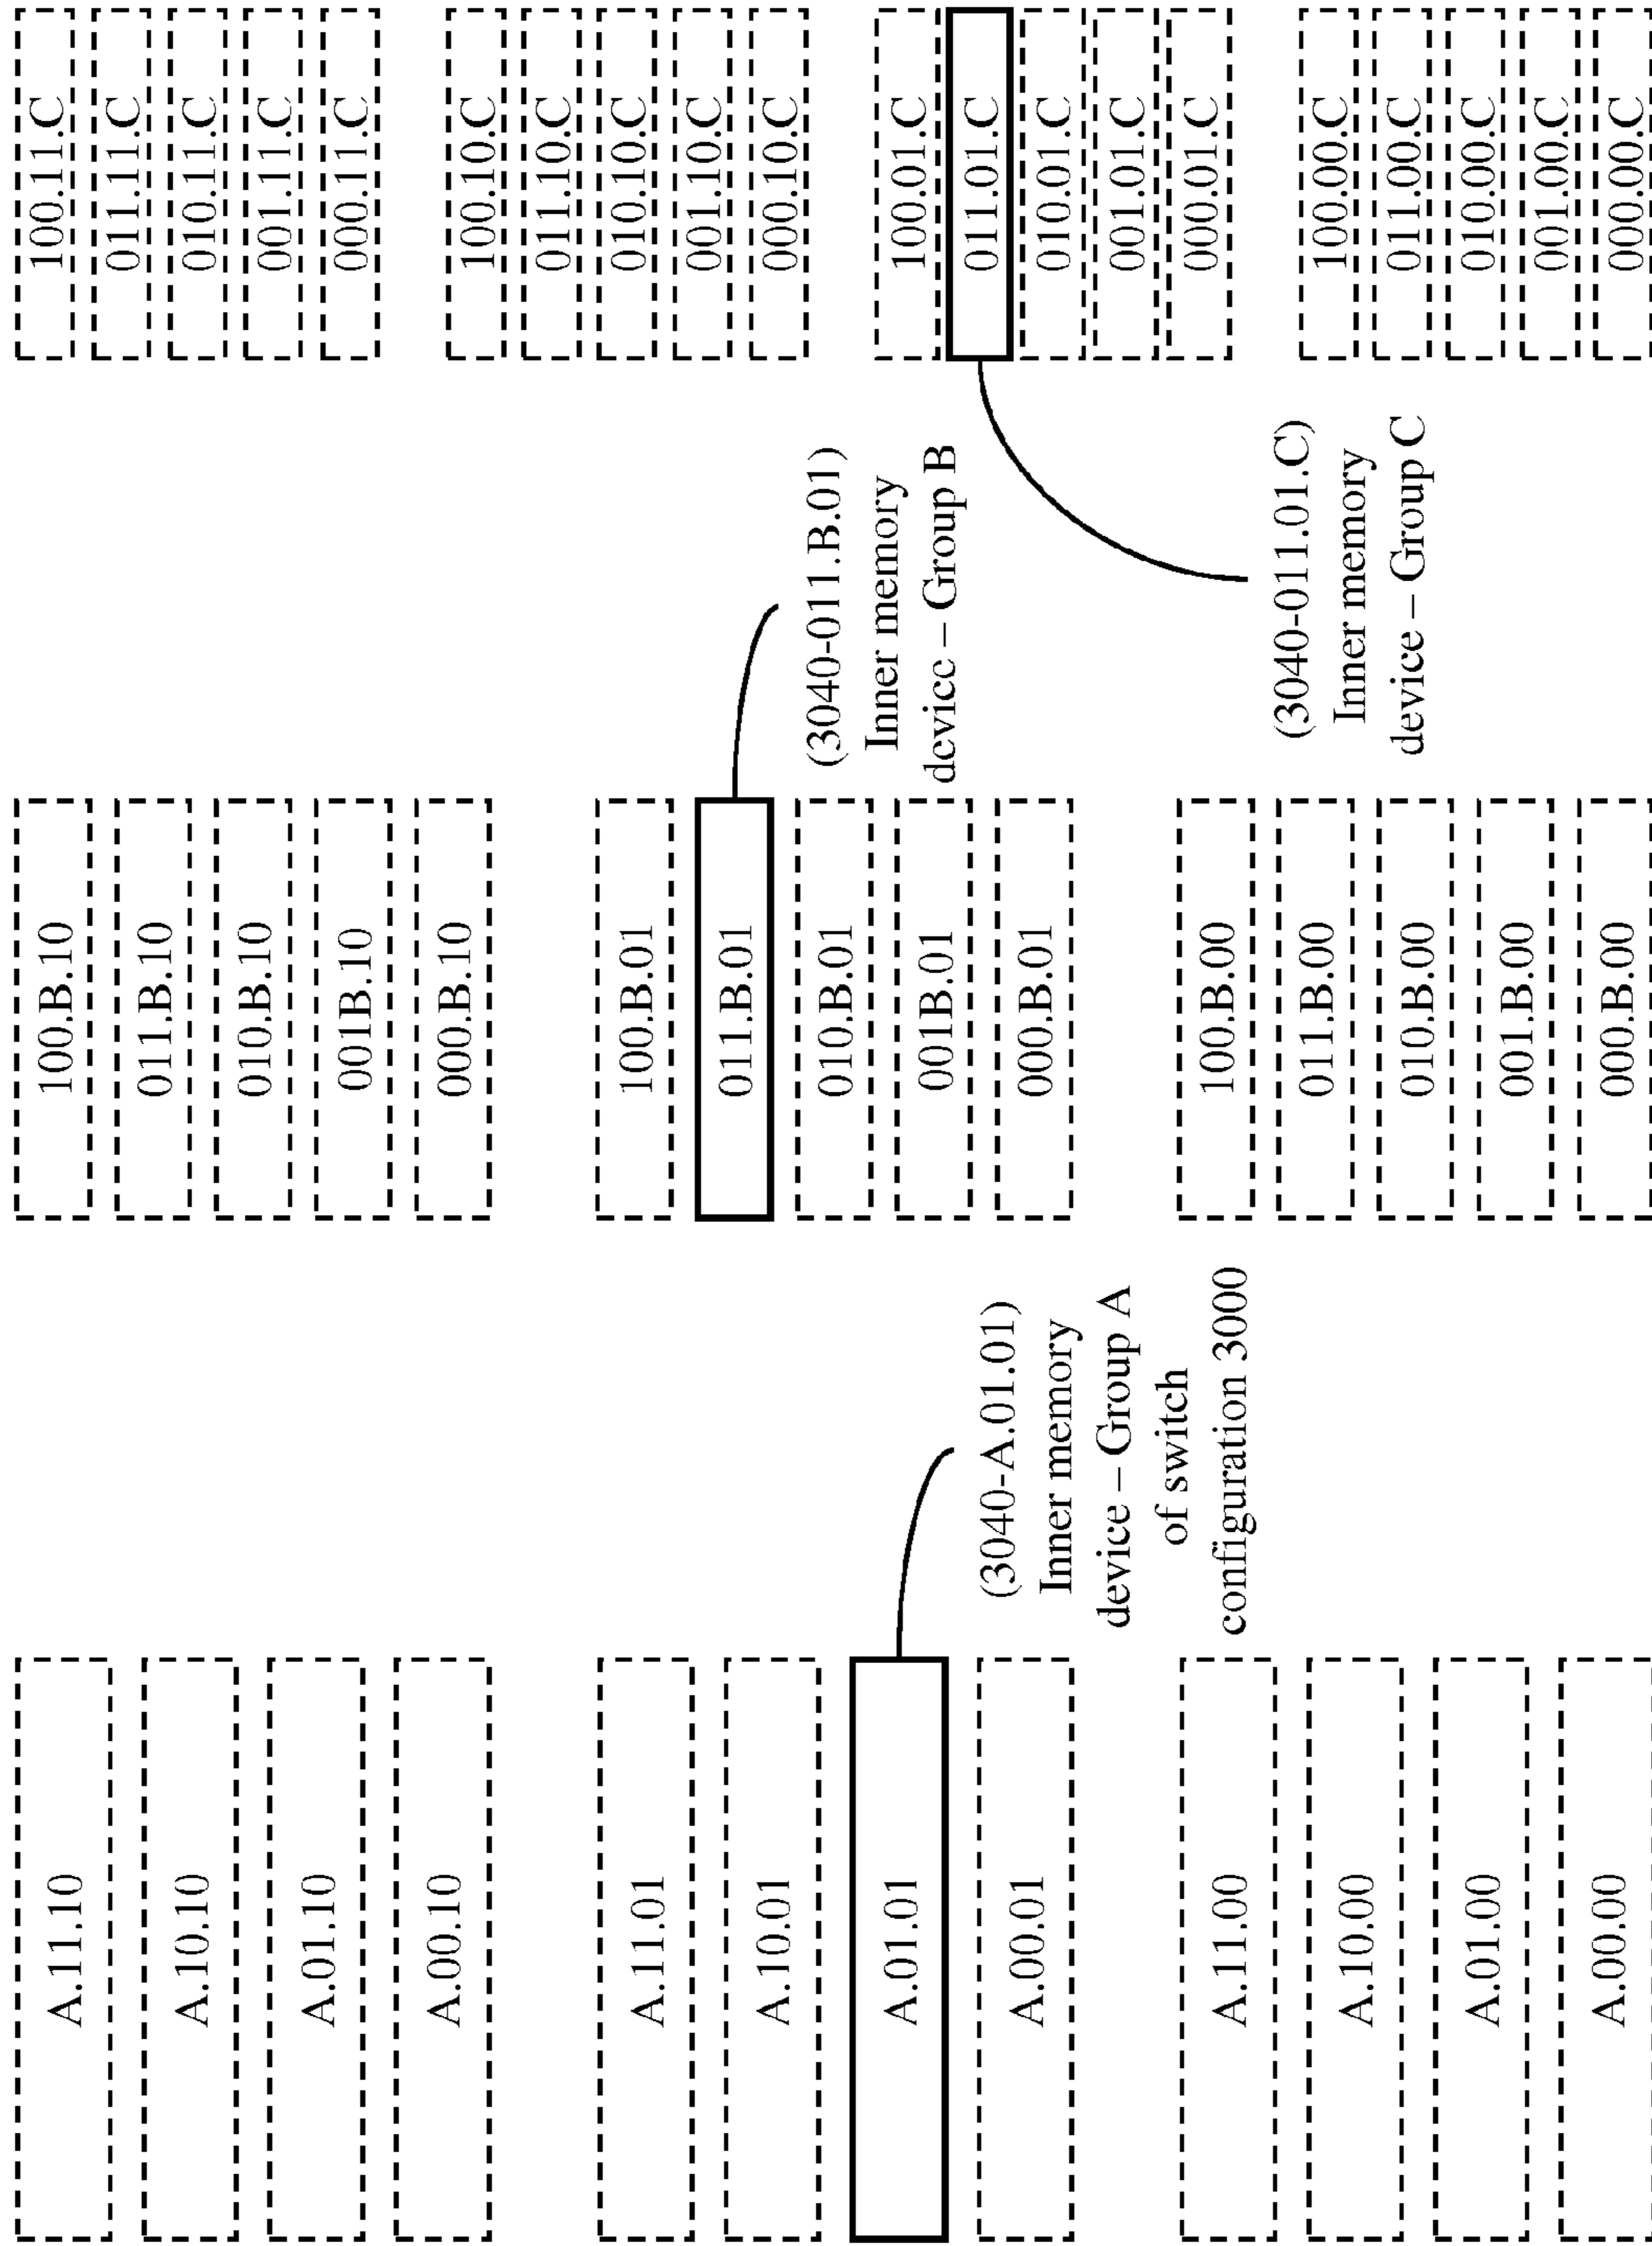 A.11.10
A.10.10
A.01.10
A.00.10
A.11.01
A.10.01
A.01.01
A.00.01
A.11.00
A.10.00
A.01.00
A.00.00
(3040-A.01.01)
Inner memory
device – Group A
of switch
configuration 3000
100.B.10
011.B.10
010.B.10
001B.10
000.B.10
100.B.01
011.B.01
010.B.01
001B.01
000.B.01
100.B.00
011.B.00
010.B.00
001.B.00
000.B.00
(3040-011.B.01)
Inner memory
device – Group B
(3040-011.01.C)
Inner memory
device – Group C
100.11.C
011.11.C
010.11.C
001.11.C
000.11.C
100.10.C
011.10.C
010.10.C
001.10.C
000.10.C
100.01.C
011.01.C
010.01.C
001.01.C
000.01.C
100.00.C
011.00.C
010.00.C
001.00.C
000.00.C